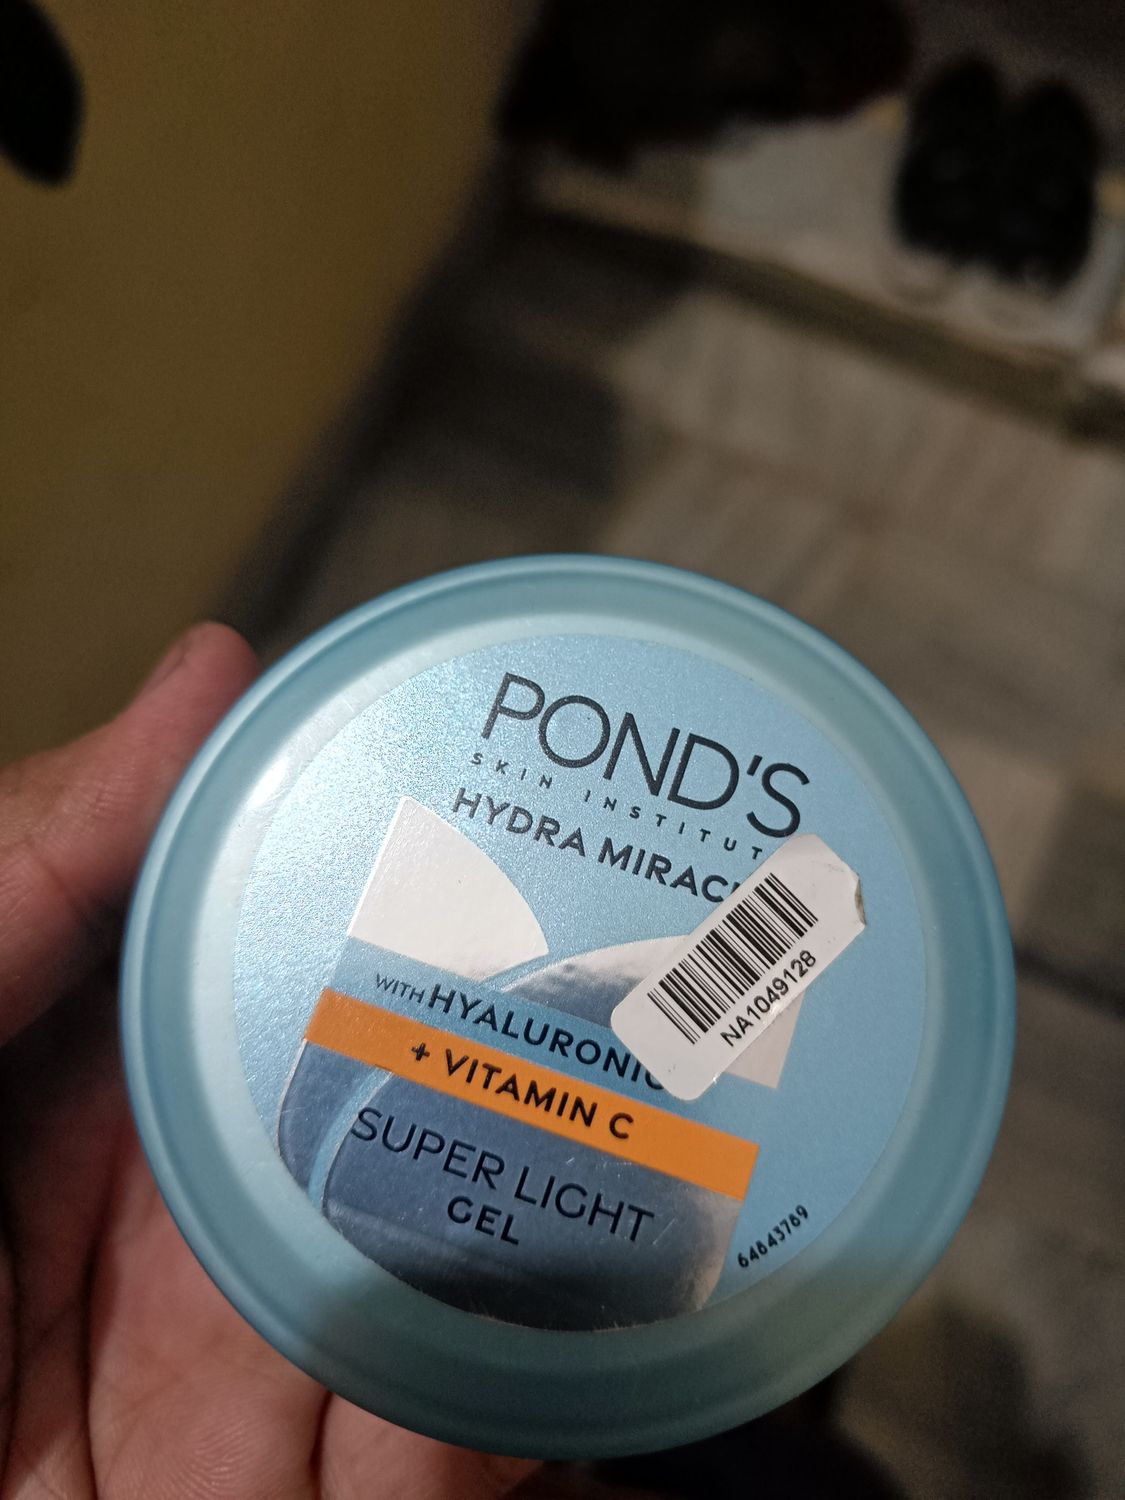 POND'S
SKIN INSTITUT
HYDRA MIRAC
WITH HYALURONIC
+ VITAMIN C
SUPER LIGHT
GEL
NA1049128
64643769